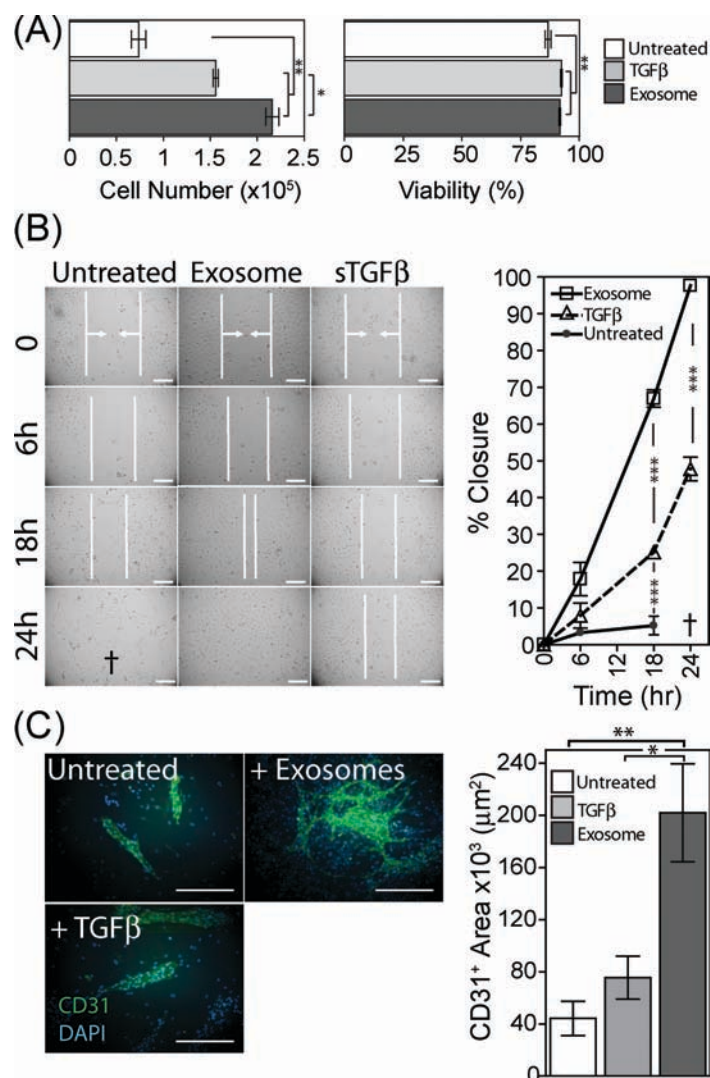 (A)
**
*
**
Untreated
TGFβ
Exosome
0 1 1.5 2 2.5
0 25 50 75 100
Cell Number (x10⁵)
Viability (%)
(B)
Untreated Exosome sTGFβ
0
6h
18h
24h
†
100
90
80
70
60
50
40
30
20
10
0
% Closure
Exosome
TGFβ
Untreated
***
***
***
†
0 6 12 18 24
Time (hr)
(C)
Untreated
+ Exosomes
+ TGFβ
CD31
DAPI
**
*
240
200
160
120
80
40
0
CD31⁺ Area x10³ (μm²)
Untreated
TGFβ
Exosome